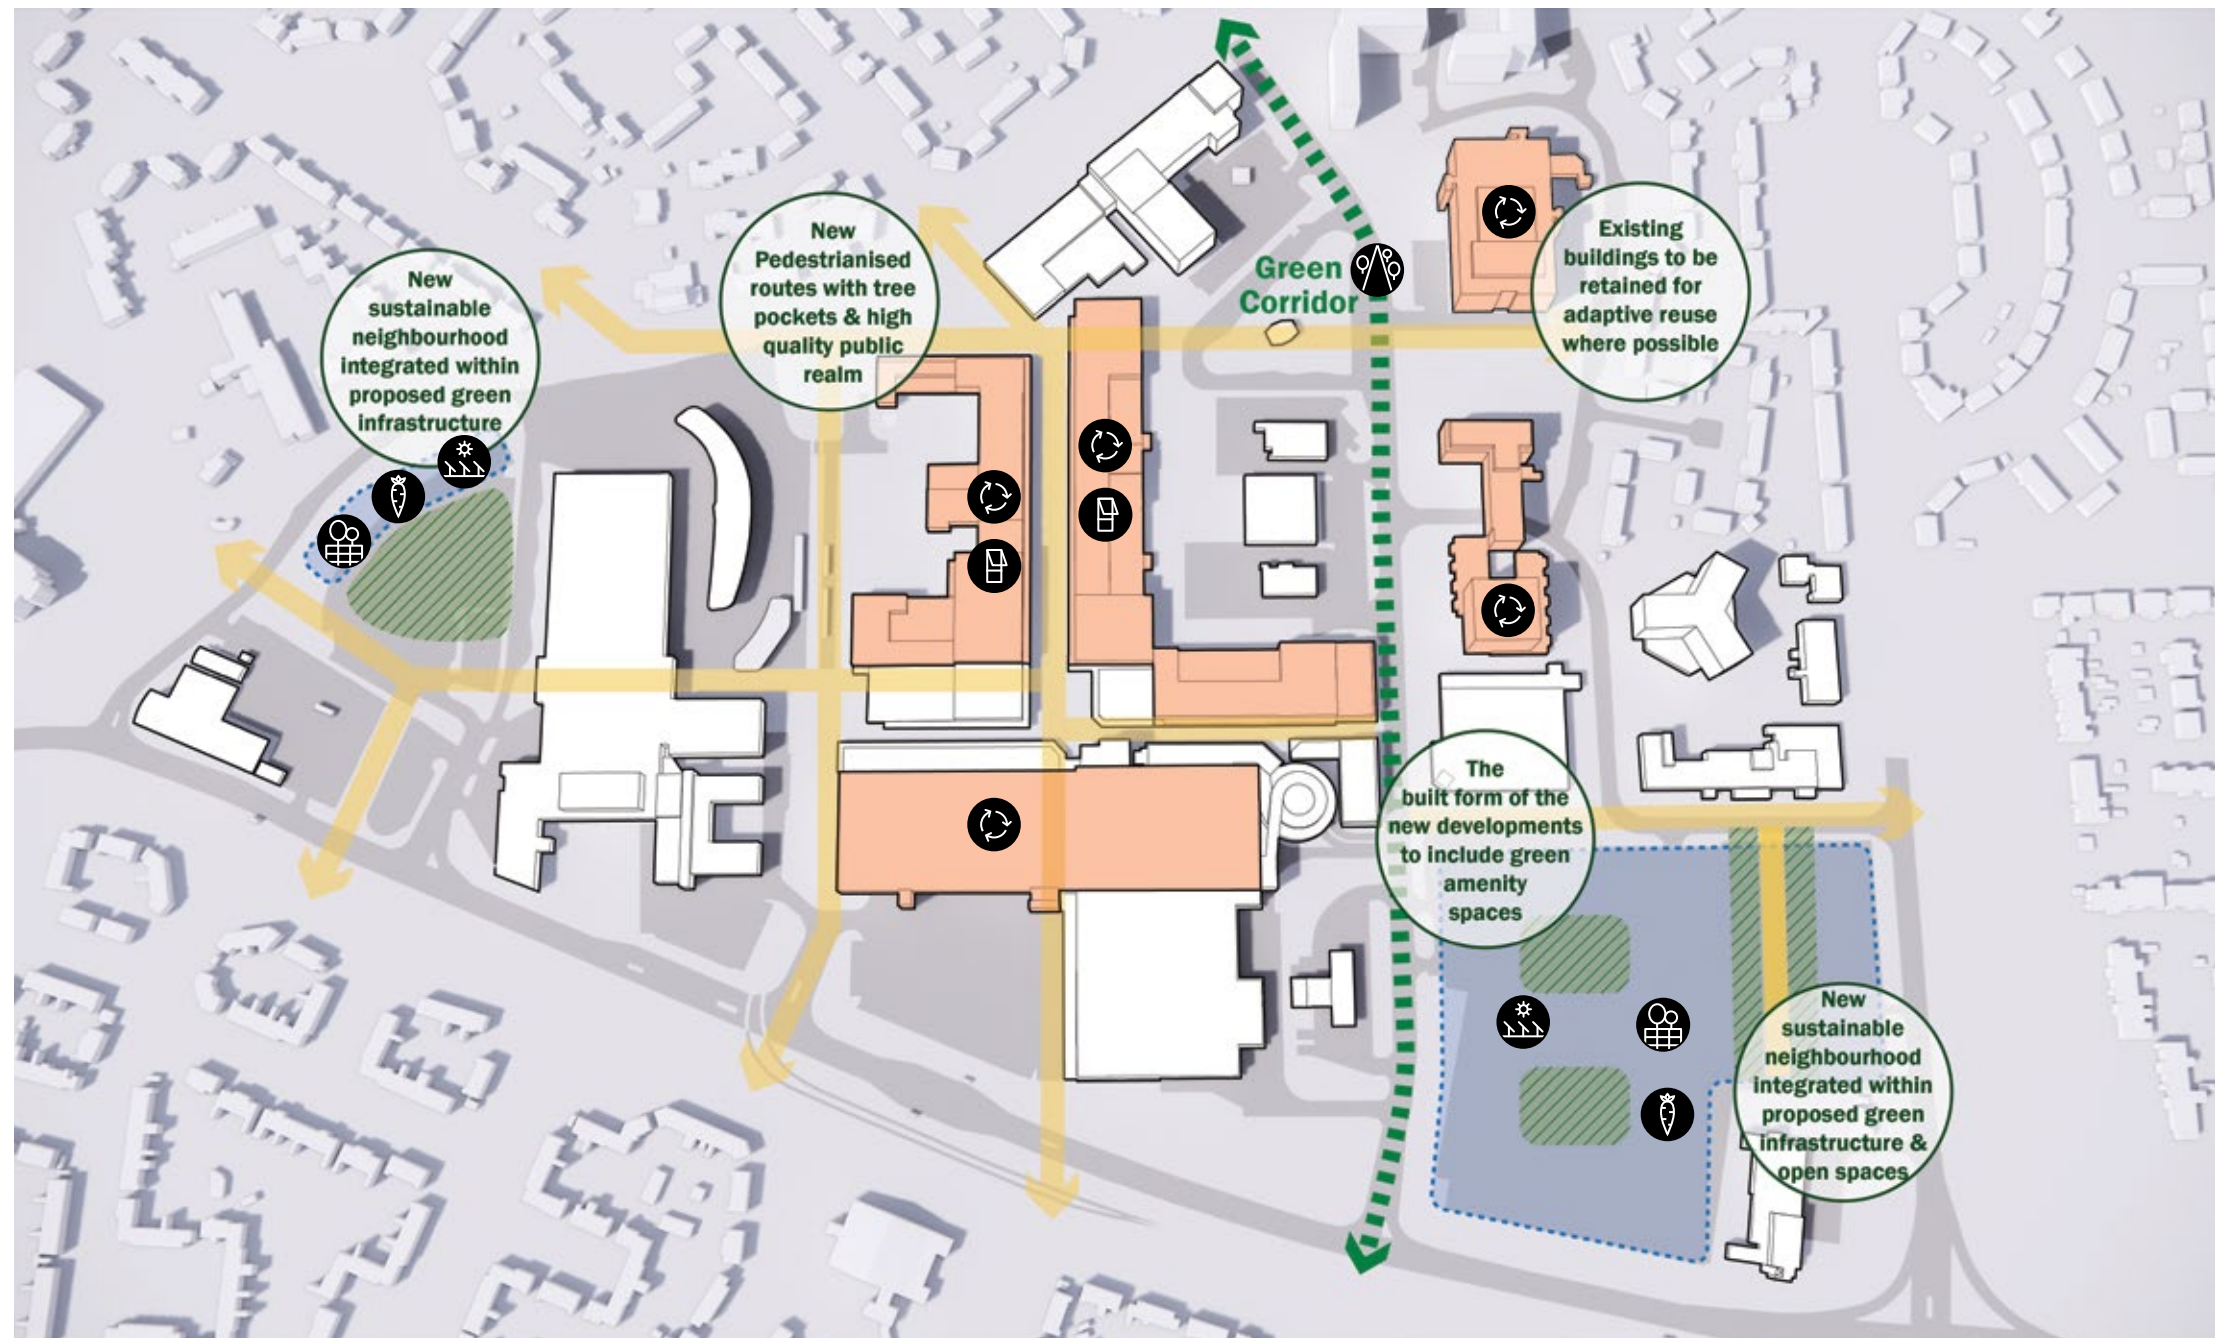 New
sustainable
neighbourhood
integrated within
proposed green
infrastructure
New
Pedestrianised
routes with tree
pockets & high
quality public
realm
Green
Corridor
Existing
buildings to be
retained for
adaptive reuse
where possible
The
built form of the
new developments
to include green
amenity
spaces
New
sustainable
neighbourhood
integrated within
proposed green
infrastructure &
open spaces